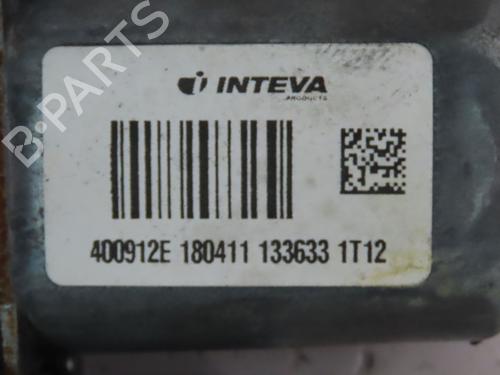 INTEVA
PRODUCTS
400912E 180411 133633 1T12
B-PARTS